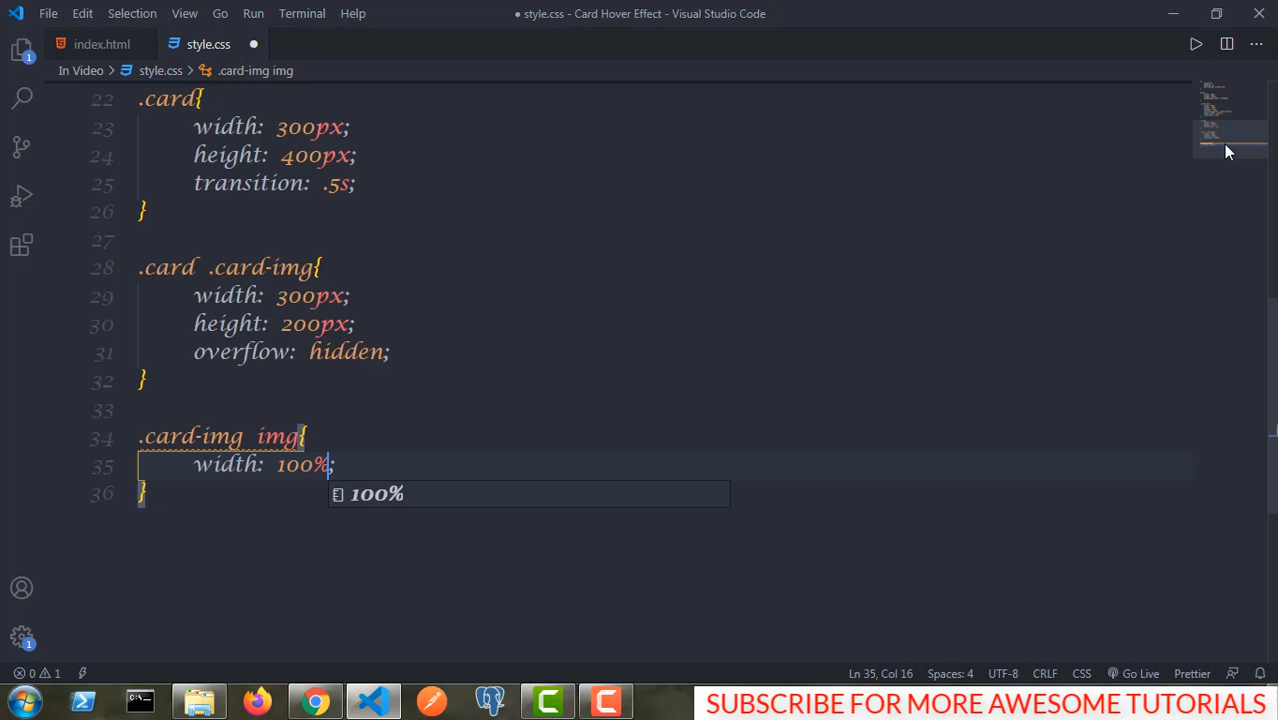 File Edit Selection View Go Run Terminal Help
● style.css - Card Hover Effect - Visual Studio Code
index.html
style.css
In Video > style.css > .card-img img
22 .card{
23 width: 300px;
24 height: 400px;
25 transition: .5s;
26 }
27
28 .card .card-img{
29 width: 300px;
30 height: 200px;
31 overflow: hidden;
32 }
33
34 .card-img img{
35 width: 100%;
36 }
100%
1
1
0 1
Ln 35, Col 16 Spaces: 4 UTF-8 CRLF CSS Go Live Prettier
SUBSCRIBE FOR MORE AWESOME TUTORIALS